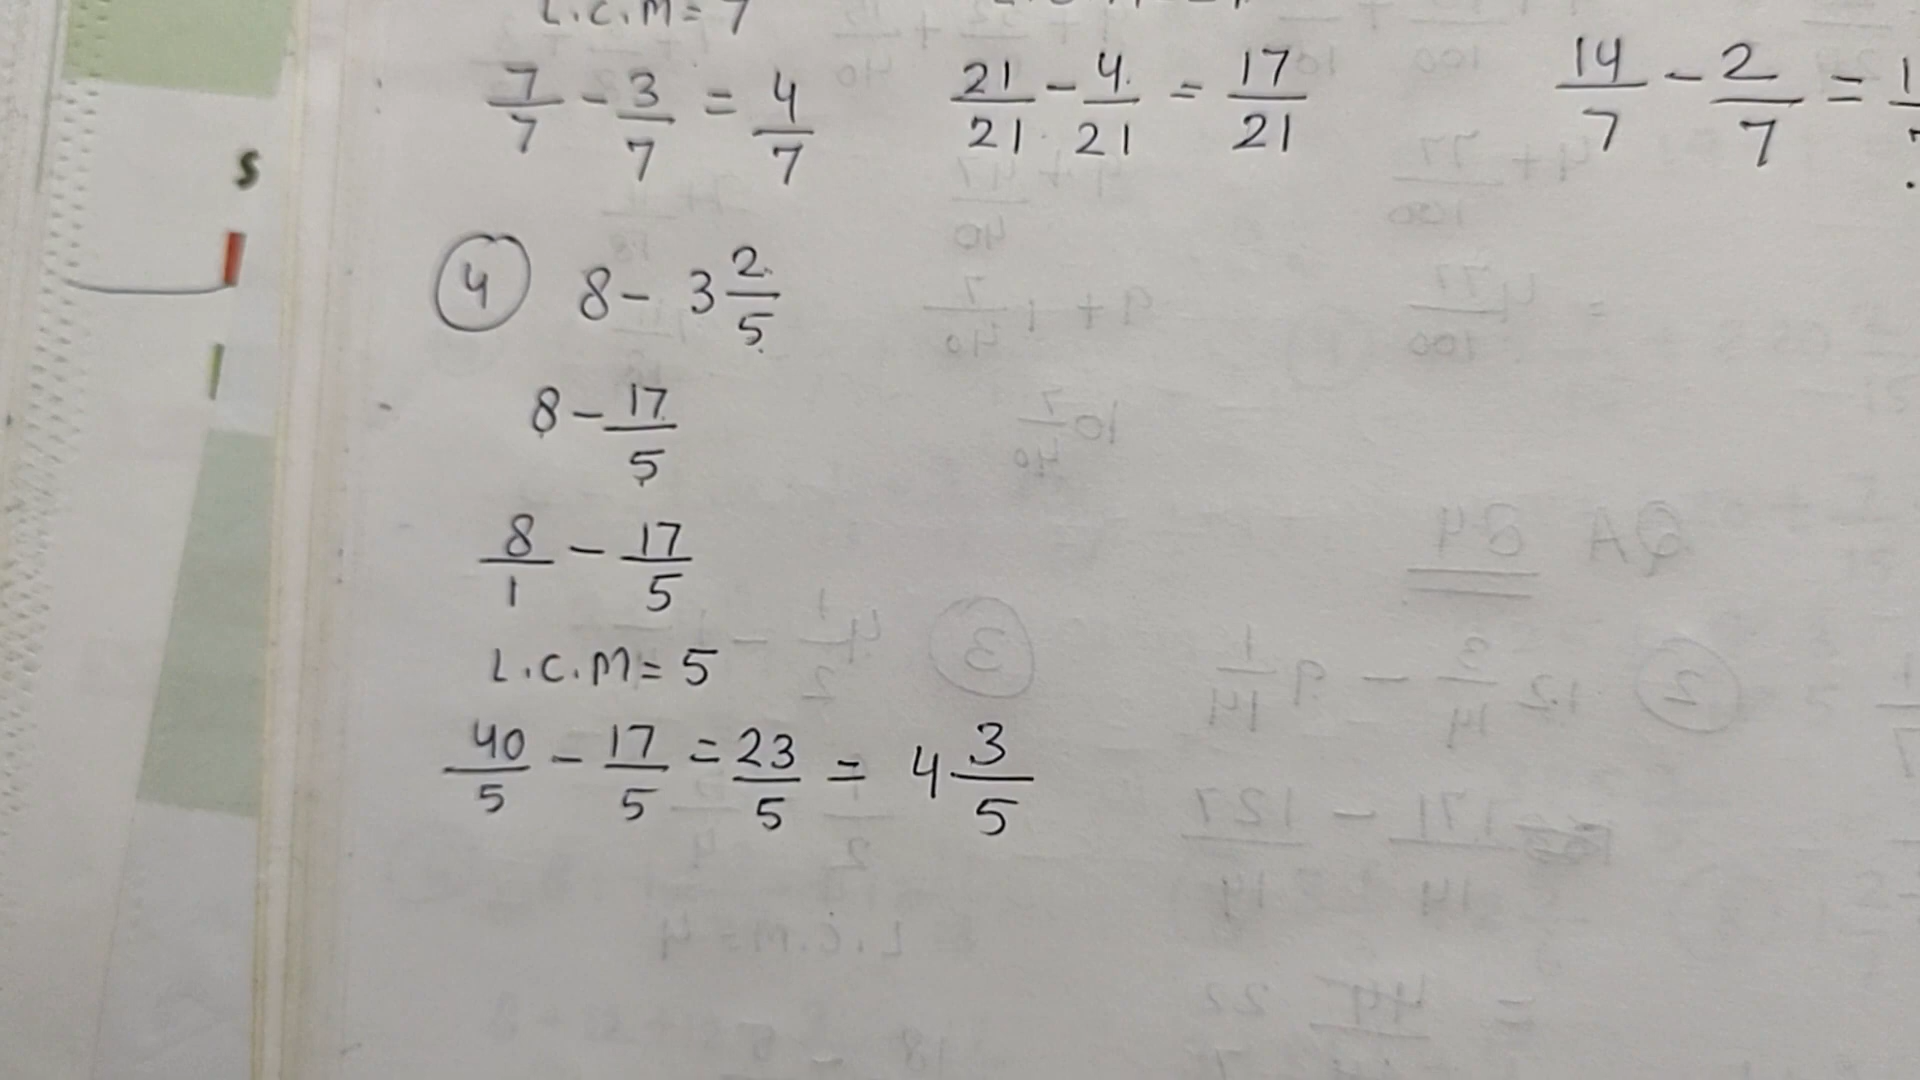 L.C.M = 7
7/7 - 3/7 = 4/7 21/21 - 4/21 = 17/21 14/7 - 2/7 =
S
④ 8 - 3 2/5
8 - 17/5
8/1 - 17/5
L.C.M = 5
40/5 - 17/5 = 23/5 = 4 3/5